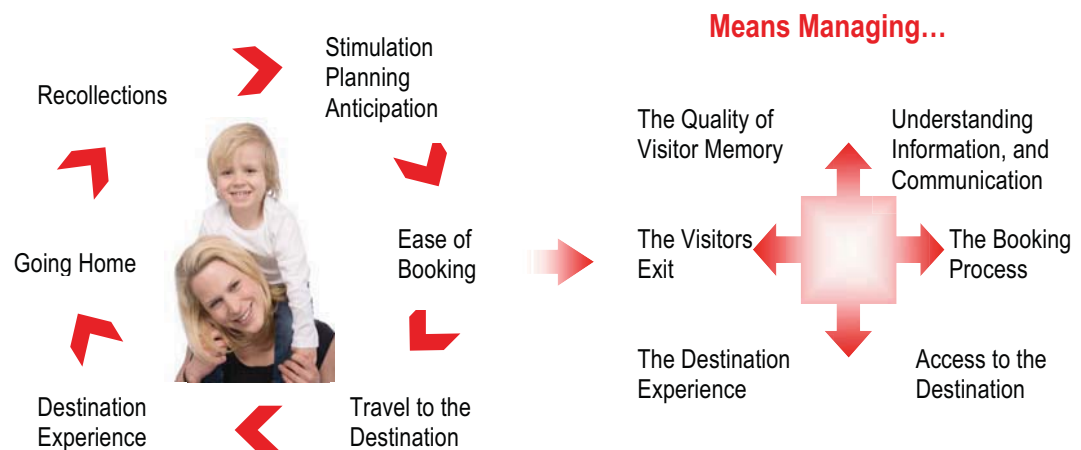 Means Managing…
Stimulation
Planning
Anticipation
Recollections
Ease of
Booking
Going Home
Destination
Experience
Travel to the
Destination
The Quality of
Visitor Memory
Understanding
Information, and
Communication
The Visitors
Exit
The Booking
Process
The Destination
Experience
Access to the
Destination